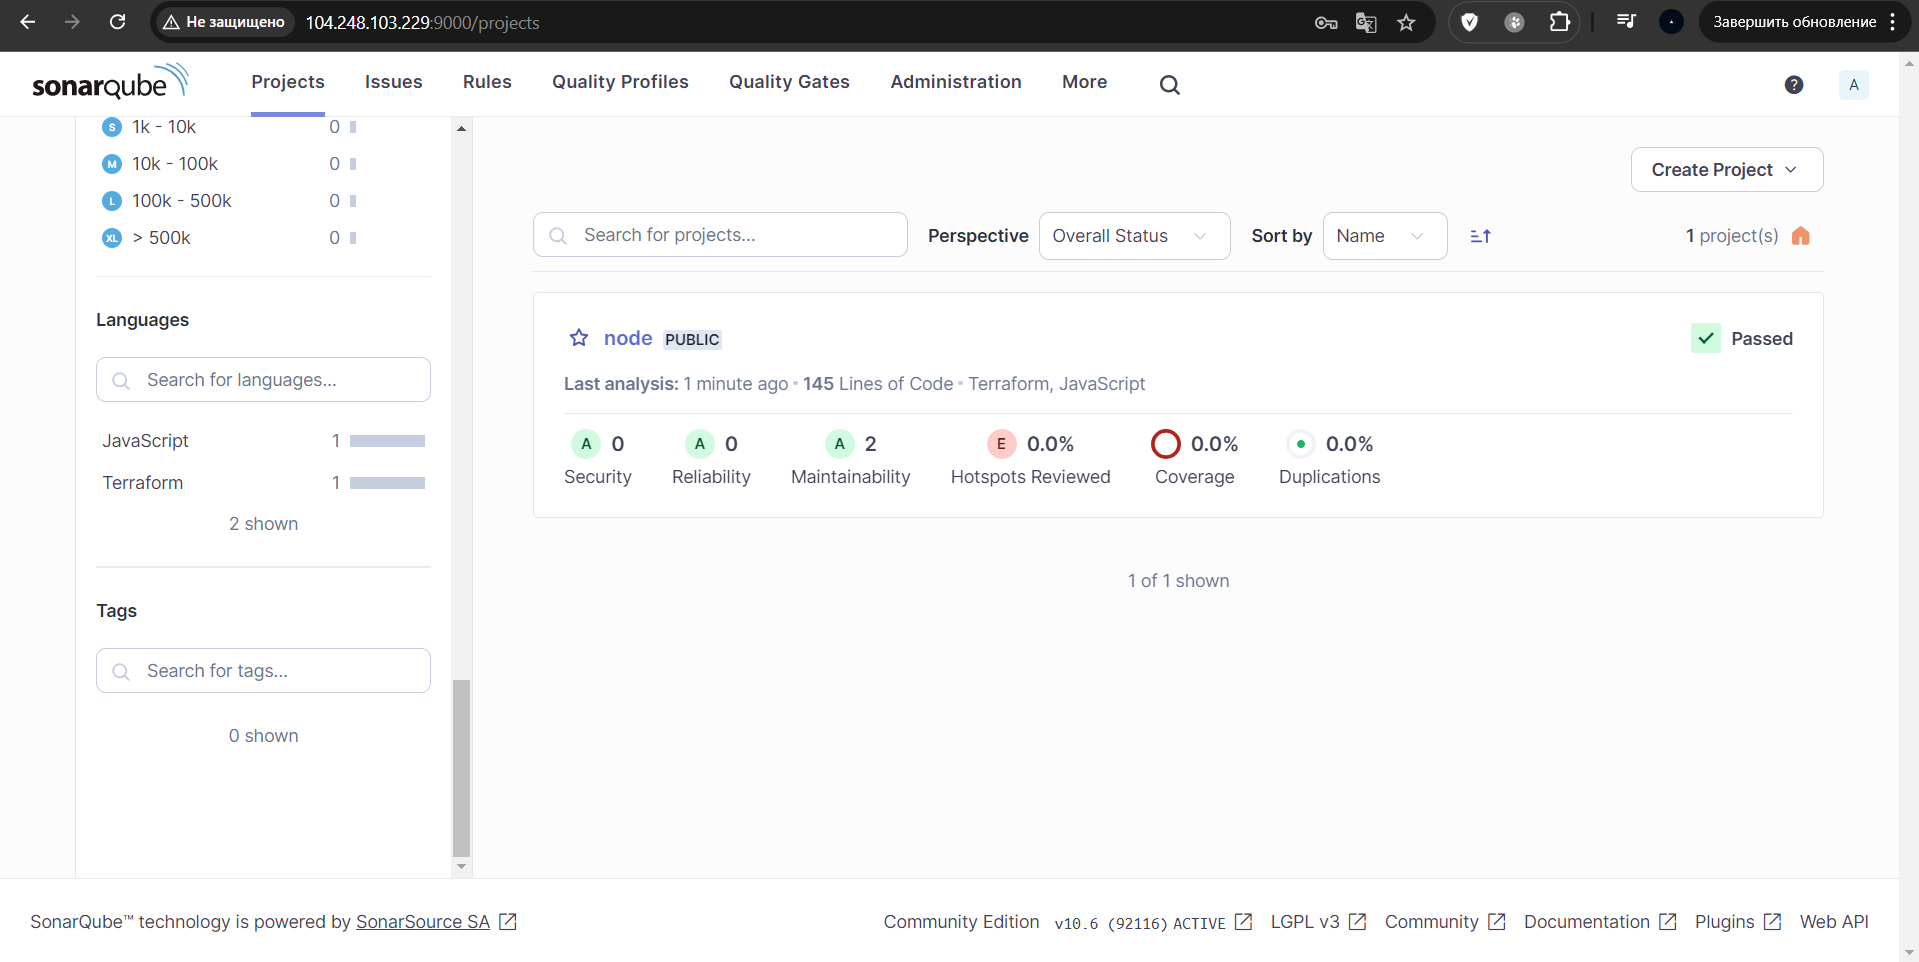 Не защищено 104.248.103.229:9000/projects Завершить обновление
sonarqube Projects Issues Rules Quality Profiles Quality Gates Administration More ? A
S 1k - 10k 0
M 10k - 100k 0
L 100k - 500k 0
XL > 500k 0
Languages
Search for languages...
JavaScript 1
Terraform 1
2 shown
Tags
Search for tags...
0 shown
Create Project
Search for projects... Perspective Overall Status Sort by Name 1 project(s)
node PUBLIC Passed
Last analysis: 1 minute ago • 145 Lines of Code • Terraform, JavaScript
A 0 A 0 A 2 E 0.0% 0.0% 0.0%
Security Reliability Maintainability Hotspots Reviewed Coverage Duplications
1 of 1 shown
SonarQube™ technology is powered by SonarSource SA Community Edition v10.6 (92116) ACTIVE LGPL v3 Community Documentation Plugins Web API